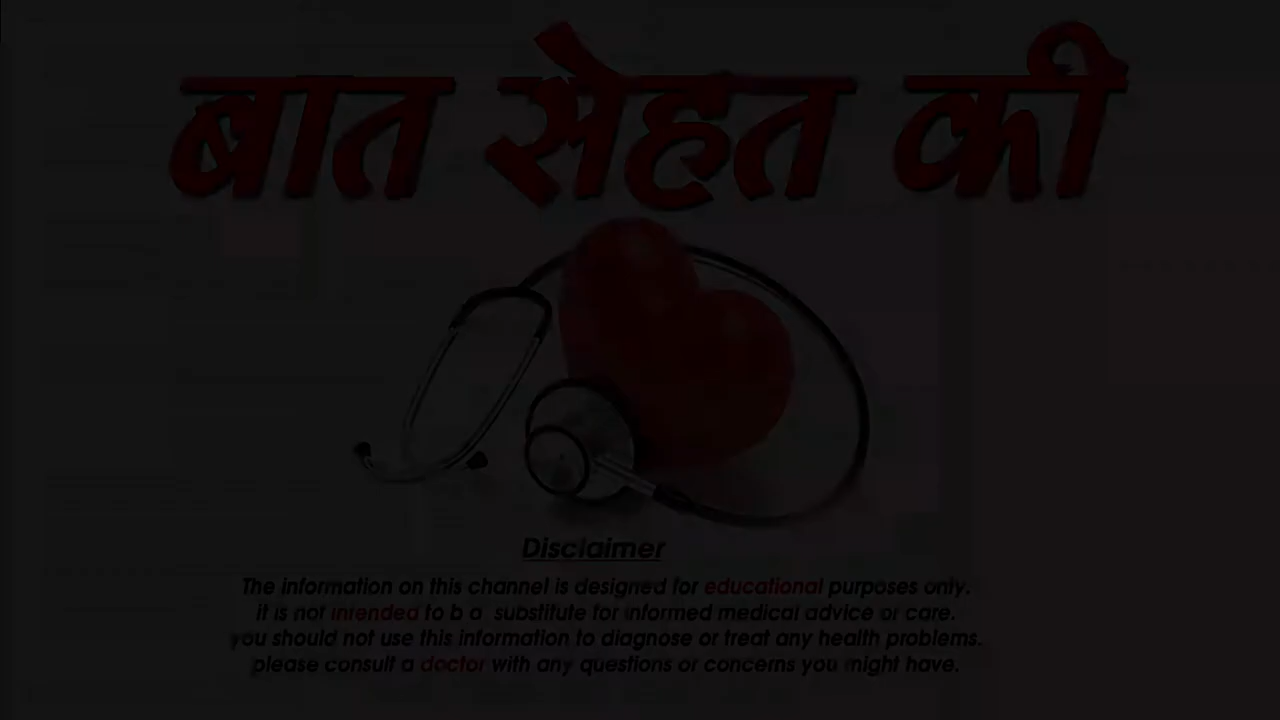 बात सेहत की
Disclaimer
The information on this channel is designed for educational purposes only.
it is not intended to b a substitute for informed medical advice or care.
you should not use this information to diagnose or treat any health problems.
please consult a doctor with any questions or concerns you might have.